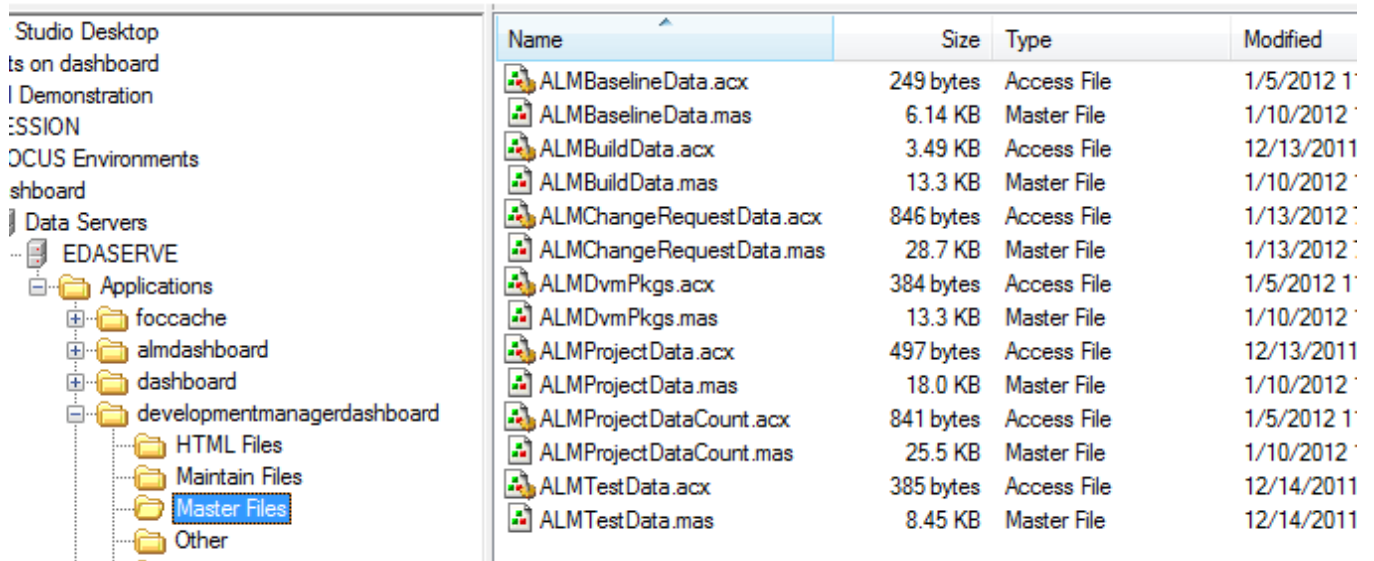 Studio Desktop
ts on dashboard
Demonstration
ESSION
OCUS Environments
shboard
Data Servers
EDASERVE
Applications
foccache
almdashboard
dashboard
developmentmanagerdashboard
HTML Files
Maintain Files
Master Files
Other
Name Size Type Modified
ALMBaselineData.acx 249 bytes Access File 1/5/2012 1
ALMBaselineData.mas 6.14 KB Master File 1/10/2012
ALMBuildData.acx 3.49 KB Access File 12/13/2011
ALMBuildData.mas 13.3 KB Master File 1/10/2012
ALMChangeRequestData.acx 846 bytes Access File 1/13/2012
ALMChangeRequestData.mas 28.7 KB Master File 1/13/2012
ALMDvmPkgs.acx 384 bytes Access File 1/5/2012 1
ALMDvmPkgs.mas 13.3 KB Master File 1/10/2012
ALMProjectData.acx 497 bytes Access File 12/13/2011
ALMProjectData.mas 18.0 KB Master File 1/10/2012
ALMProjectDataCount.acx 841 bytes Access File 1/5/2012 1
ALMProjectDataCount.mas 25.5 KB Master File 1/10/2012
ALMTestData.acx 385 bytes Access File 12/14/2011
ALMTestData.mas 8.45 KB Master File 12/14/2011